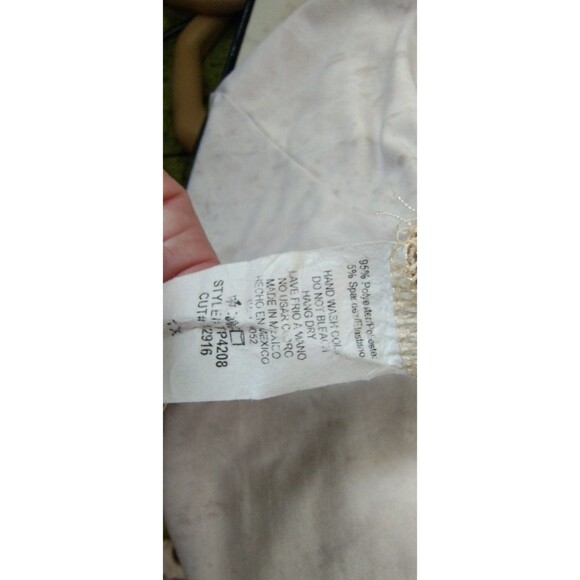 95% Polyester/Poliester
5% Spandex/Elastano
HAND WASH COLD
DO NOT BLEACH
HANG DRY
LAVE FRIO A MANO
NO USAR CLORO
MADE IN MEXICO
HECHO EN MEXICO
STYLE#
P4208
CUT#
2916